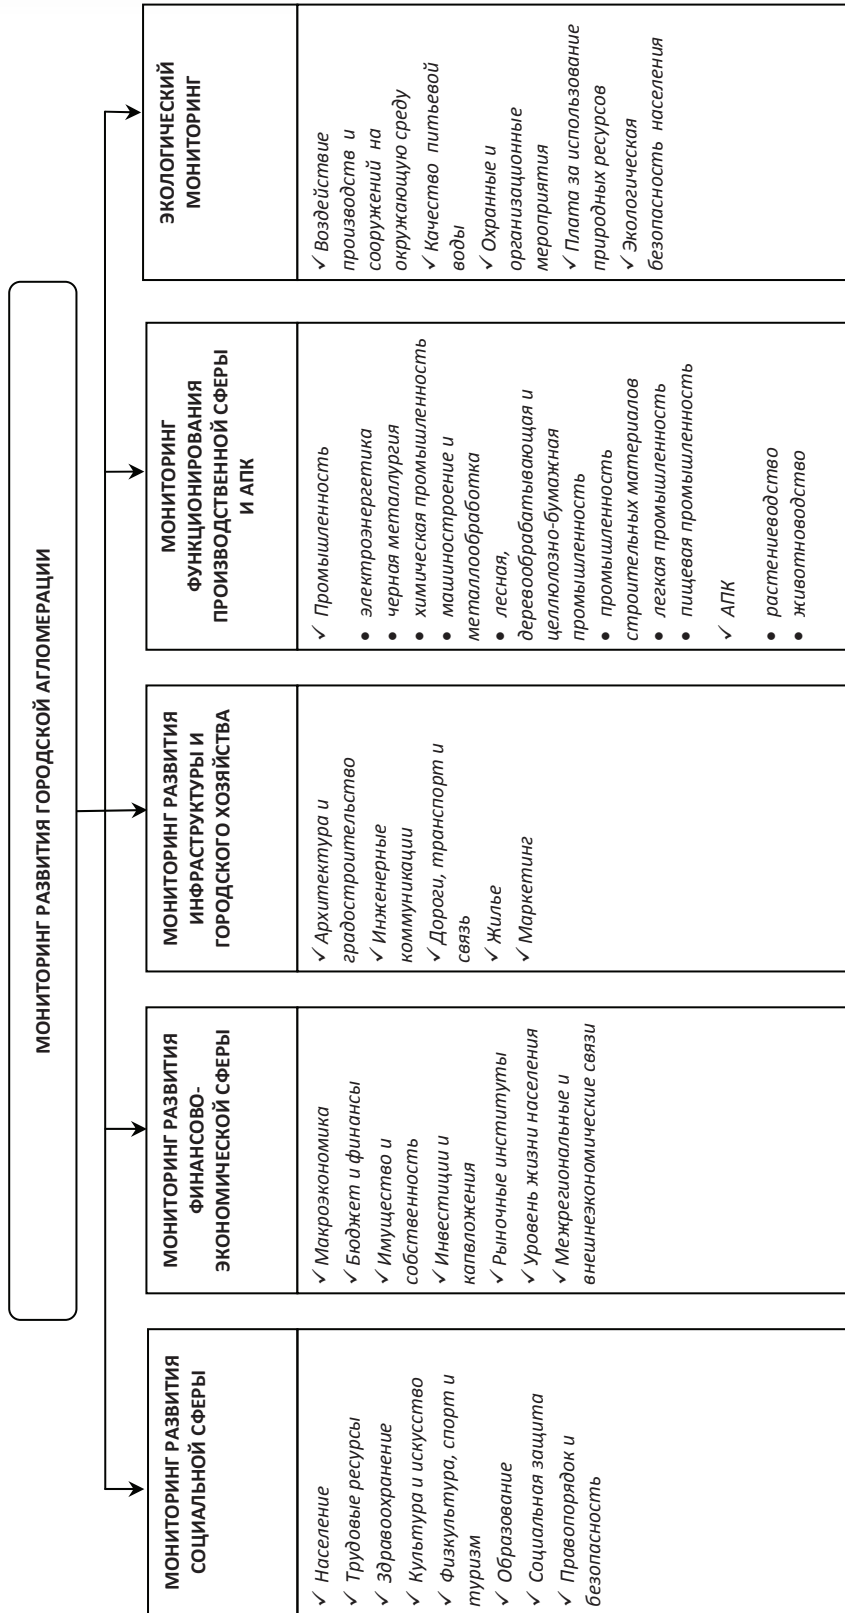 МОНИТОРИНГ РАЗВИТИЯ ГОРОДСКОЙ АГЛОМЕРАЦИИ
МОНИТОРИНГ РАЗВИТИЯ
СОЦИАЛЬНОЙ СФЕРЫ
✓ Население
✓ Трудовые ресурсы
✓ Здравоохранение
✓ Культура и искусство
✓ Физкультура, спорт и
туризм
✓ Образование
✓ Социальная защита
✓ Правопорядок и
безопасность
МОНИТОРИНГ РАЗВИТИЯ
ФИНАНСОВО-
ЭКОНОМИЧЕСКОЙ СФЕРЫ
✓ Макроэкономика
✓ Бюджет и финансы
✓ Имущество и
собственность
✓ Инвестиции и
капвложения
✓ Рыночные институты
✓ Уровень жизни населения
✓ Межрегиональные и
внешнеэкономические связи
МОНИТОРИНГ РАЗВИТИЯ
ИНФРАСТРУКТУРЫ И
ГОРОДСКОГО ХОЗЯЙСТВА
✓ Архитектура и
градостроительство
✓ Инженерные
коммуникации
✓ Дороги, транспорт и
связь
✓ Жилье
✓ Маркетинг
МОНИТОРИНГ
ФУНКЦИОНИРОВАНИЯ
ПРОИЗВОДСТВЕННОЙ СФЕРЫ
И АПК
✓ Промышленность
• электроэнергетика
• черная металлургия
• химическая промышленность
• машиностроение и
металлообработка
• лесная,
деревообрабатывающая и
целлюлозно-бумажная
промышленность
• промышленность
строительных материалов
• легкая промышленность
• пищевая промышленность
✓ АПК
• растениеводство
• животноводство
ЭКОЛОГИЧЕСКИЙ
МОНИТОРИНГ
✓ Воздействие
производств и
сооружений на
окружающую среду
✓ Качество питьевой
воды
✓ Охранные и
организационные
мероприятия
✓ Плата за использование
природных ресурсов
✓ Экологическая
безопасность населения